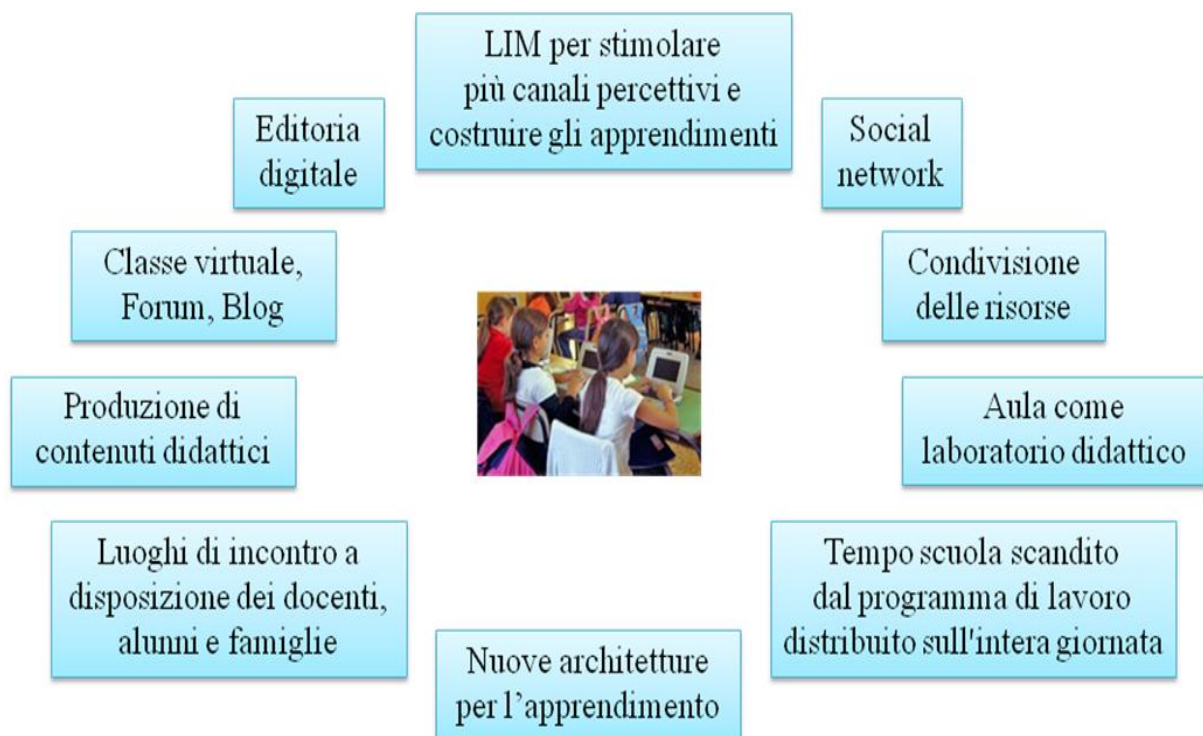 LIM per stimolare
più canali percettivi e
costruire gli apprendimenti
Editoria
digitale
Social
network
Classe virtuale,
Forum, Blog
Condivisione
delle risorse
Produzione di
contenuti didattici
Aula come
laboratorio didattico
Luoghi di incontro a
disposizione dei docenti,
alunni e famiglie
Tempo scuola scandito
dal programma di lavoro
distribuito sull'intera giornata
Nuove architetture
per l’apprendimento